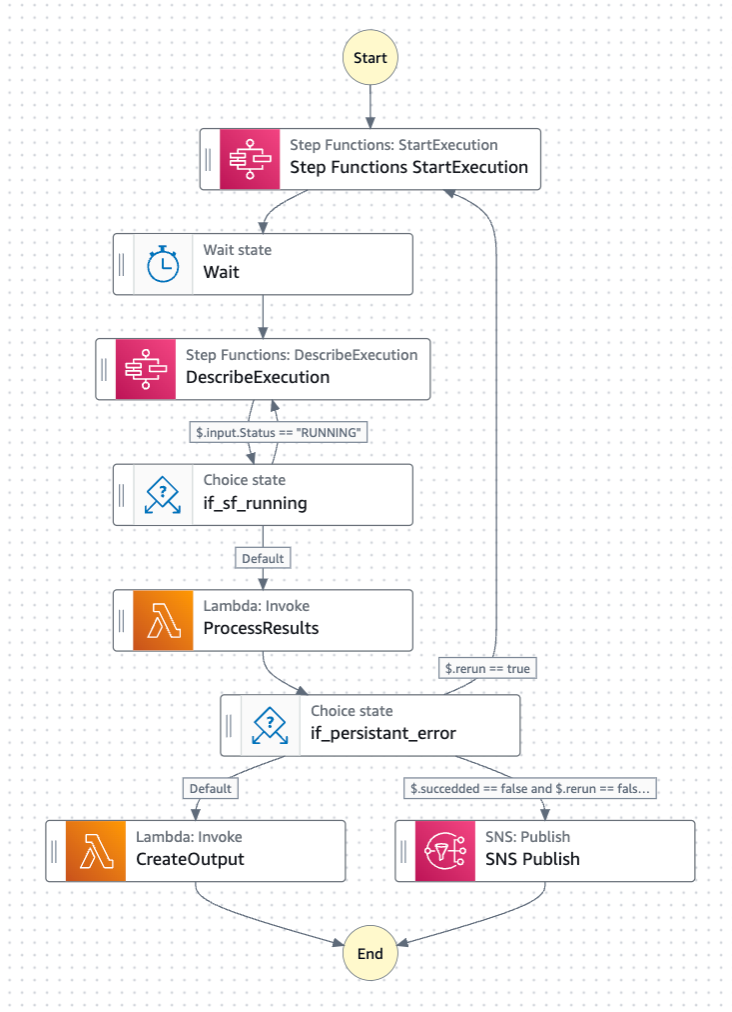 Start
Step Functions: StartExecution
Step Functions StartExecution
Wait state
Wait
Step Functions: DescribeExecution
DescribeExecution
$.input.Status == "RUNNING"
Choice state
if_sf_running
Default
Lambda: Invoke
ProcessResults
$.rerun == true
Choice state
if_persistant_error
Default
$.succedded == false and $.rerun == fals...
Lambda: Invoke
CreateOutput
SNS: Publish
SNS Publish
End